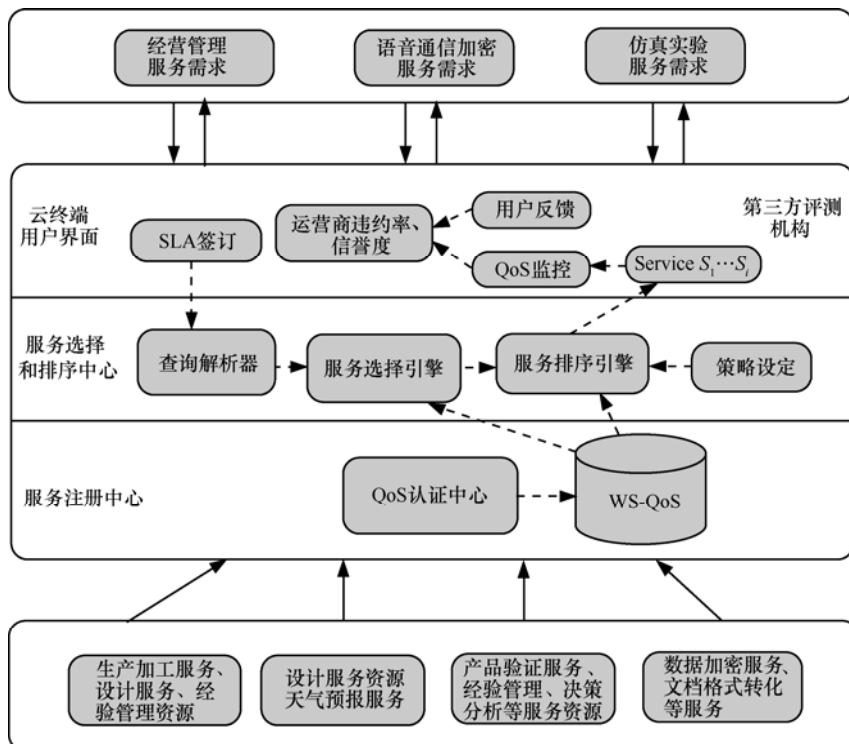 经营管理
服务需求
语音通信加密
服务需求
仿真实验
服务需求
云终端
用户界面
SLA签订
运营商违约率、
信誉度
用户反馈
QoS监控
第三方评测
机构
Service S₁⋯Sᵢ
服务选择
和排序中心
查询解析器
服务选择引擎
服务排序引擎
策略设定
服务注册中心
QoS认证中心
WS-QoS
生产加工服务、
设计服务、经
验管理资源
设计服务资源
天气预报服务
产品验证服务、
经验管理、决策
分析等服务资源
数据加密服务、
文档格式转化
等服务